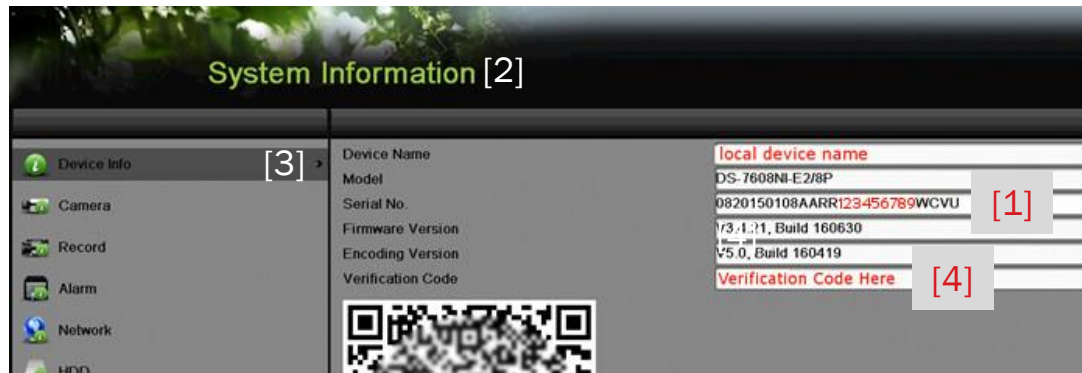 System Information [2]
Device Info [3]
Camera
Record
Alarm
Network
HDD
Device Name local device name
Model DS-7608NI-E2/8P
Serial No. 0820150108AARR123456789WCVU [1]
Firmware Version Build 160630
Encoding Version V5.0, Build 160419
Verification Code Verification Code Here [4]